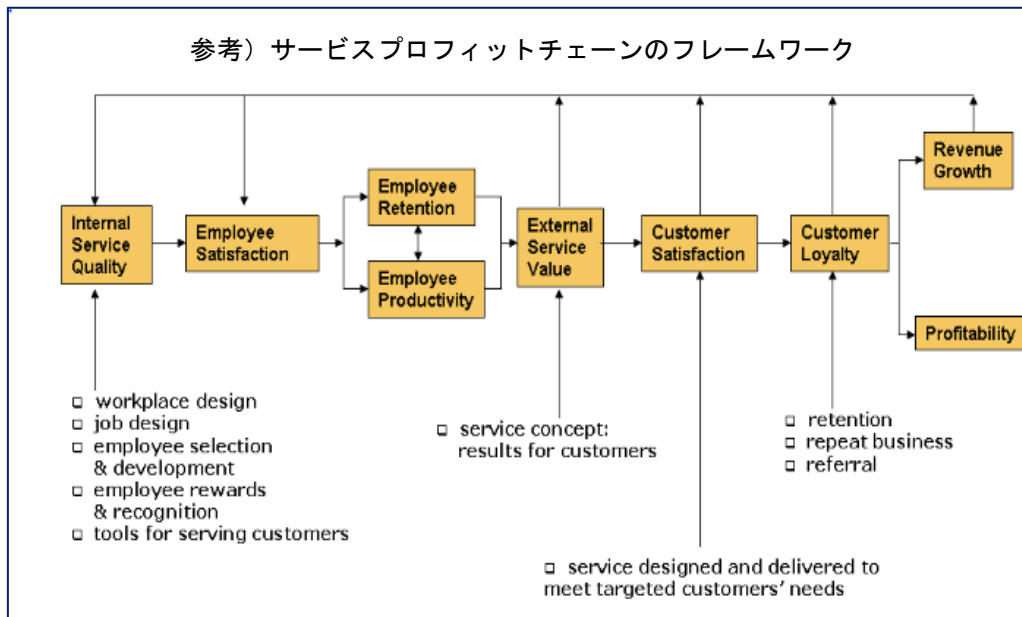 参考）サービスプロフィットチェーンのフレームワーク
Internal
Service
Quality
Employee
Satisfaction
Employee
Retention
Employee
Productivity
External
Service
Value
Customer
Satisfaction
Customer
Loyalty
Revenue
Growth
Profitability
□ workplace design
□ job design
□ employee selection
& development
□ employee rewards
& recognition
□ tools for serving customers
□ service concept:
results for customers
□ service designed and delivered to
meet targeted customers’ needs
□ retention
□ repeat business
□ referral